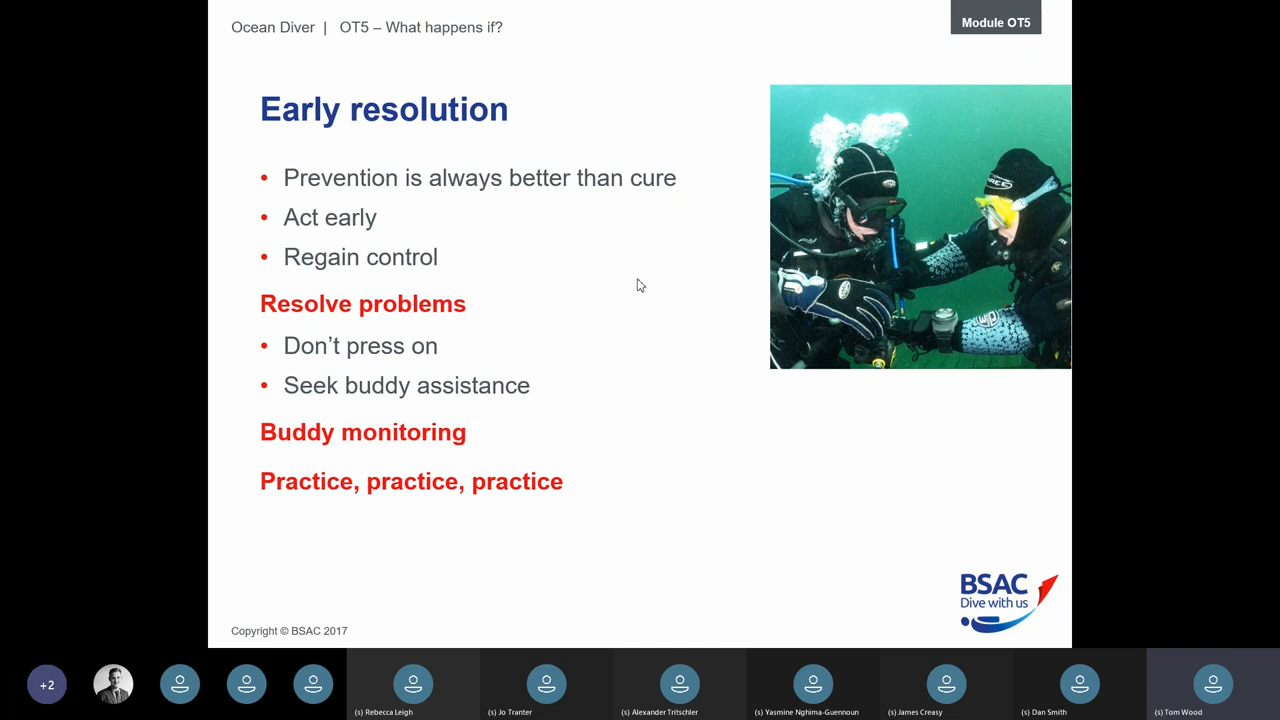 Ocean Diver | OT5 – What happens if?
Module OT5
Early resolution
• Prevention is always better than cure
• Act early
• Regain control
Resolve problems
• Don’t press on
• Seek buddy assistance
Buddy monitoring
Practice, practice, practice
BSAC
Dive with us
Copyright © BSAC 2017
+2
(s) Rebecca Leigh
(s) Jo Tranter
(s) Alexander Tritschler
(s) Yasmine Nghima-Guennoun
(s) James Creasy
(s) Dan Smith
(s) Tom Wood